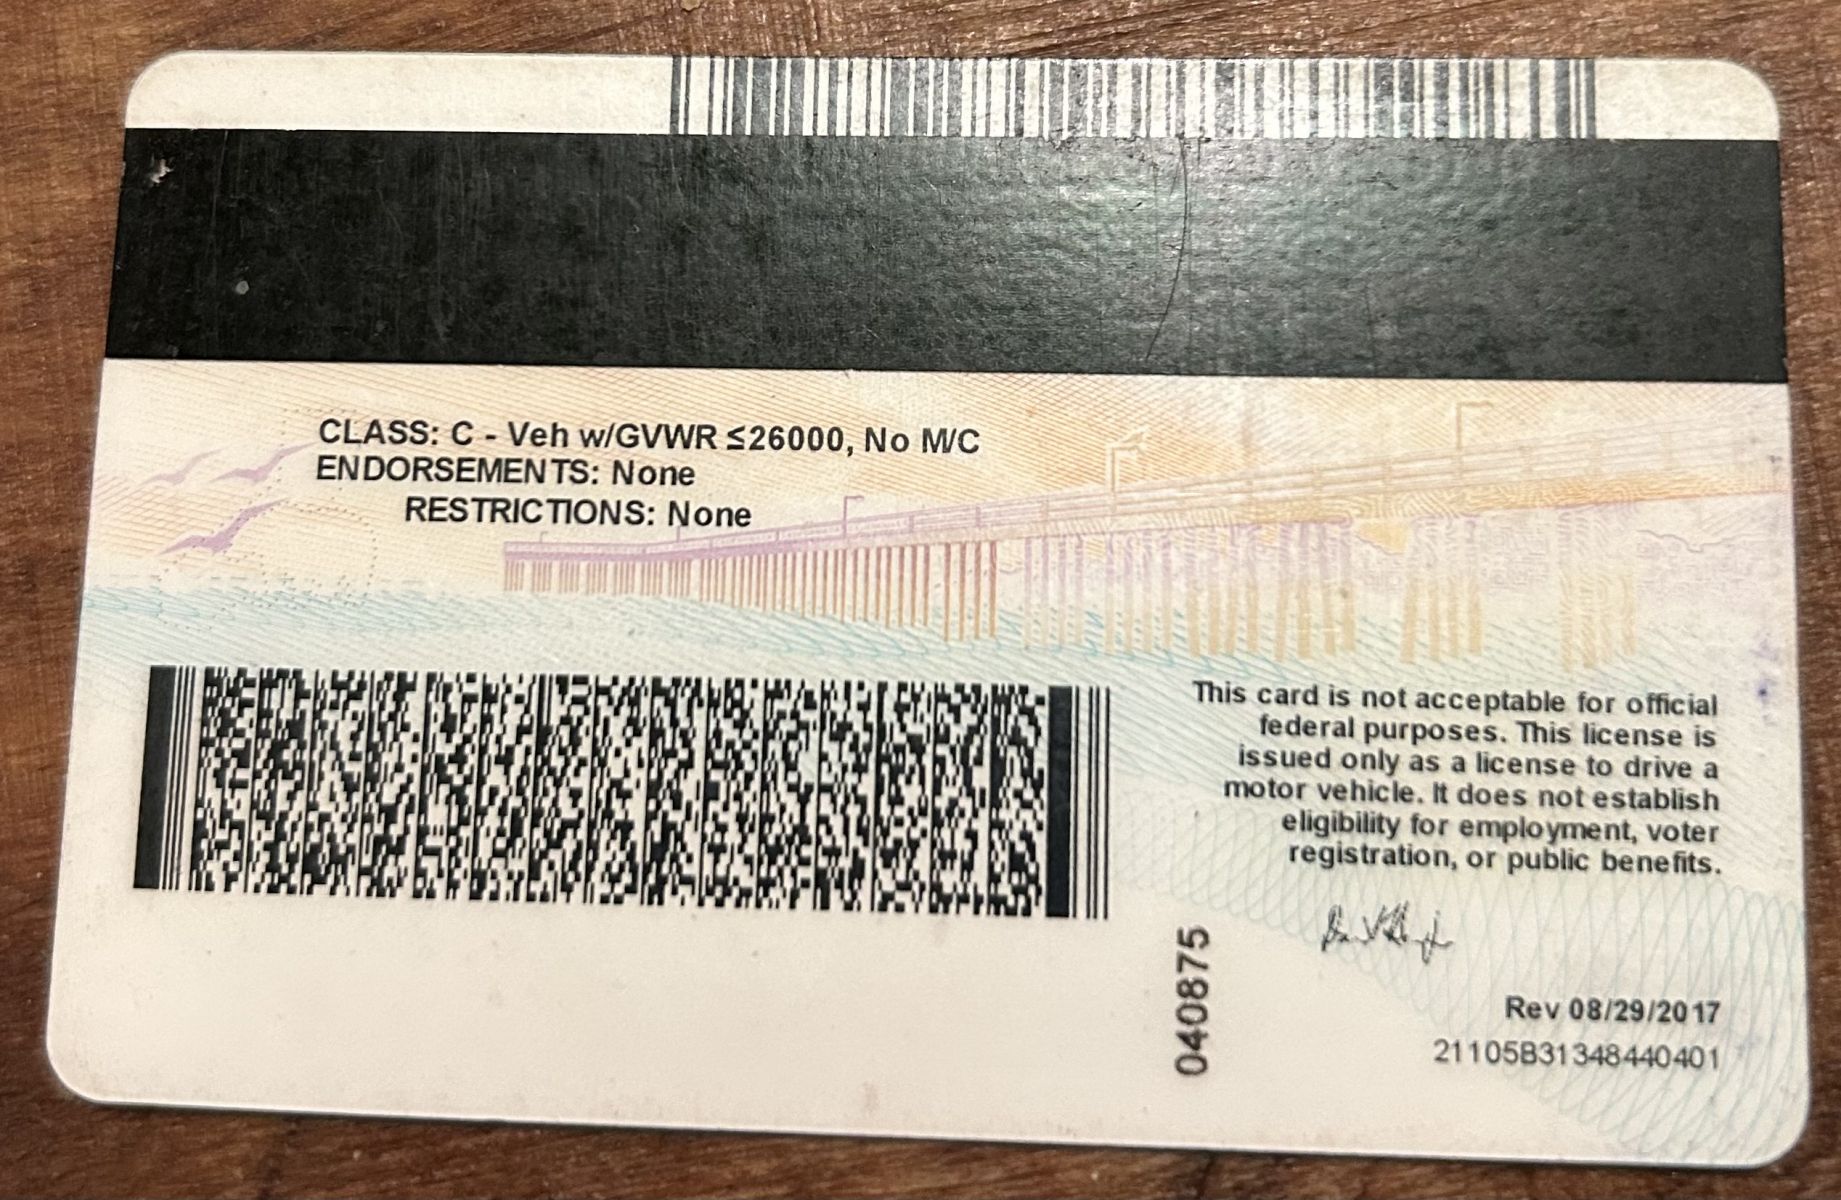 CLASS: C - Veh w/GVWR ≤26000, No M/C
ENDORSEMENTS: None
RESTRICTIONS: None
This card is not acceptable for official
federal purposes. This license is
issued only as a license to drive a
motor vehicle. It does not establish
eligibility for employment, voter
registration, or public benefits.
040875
Rev 08/29/2017
21105B31348440401